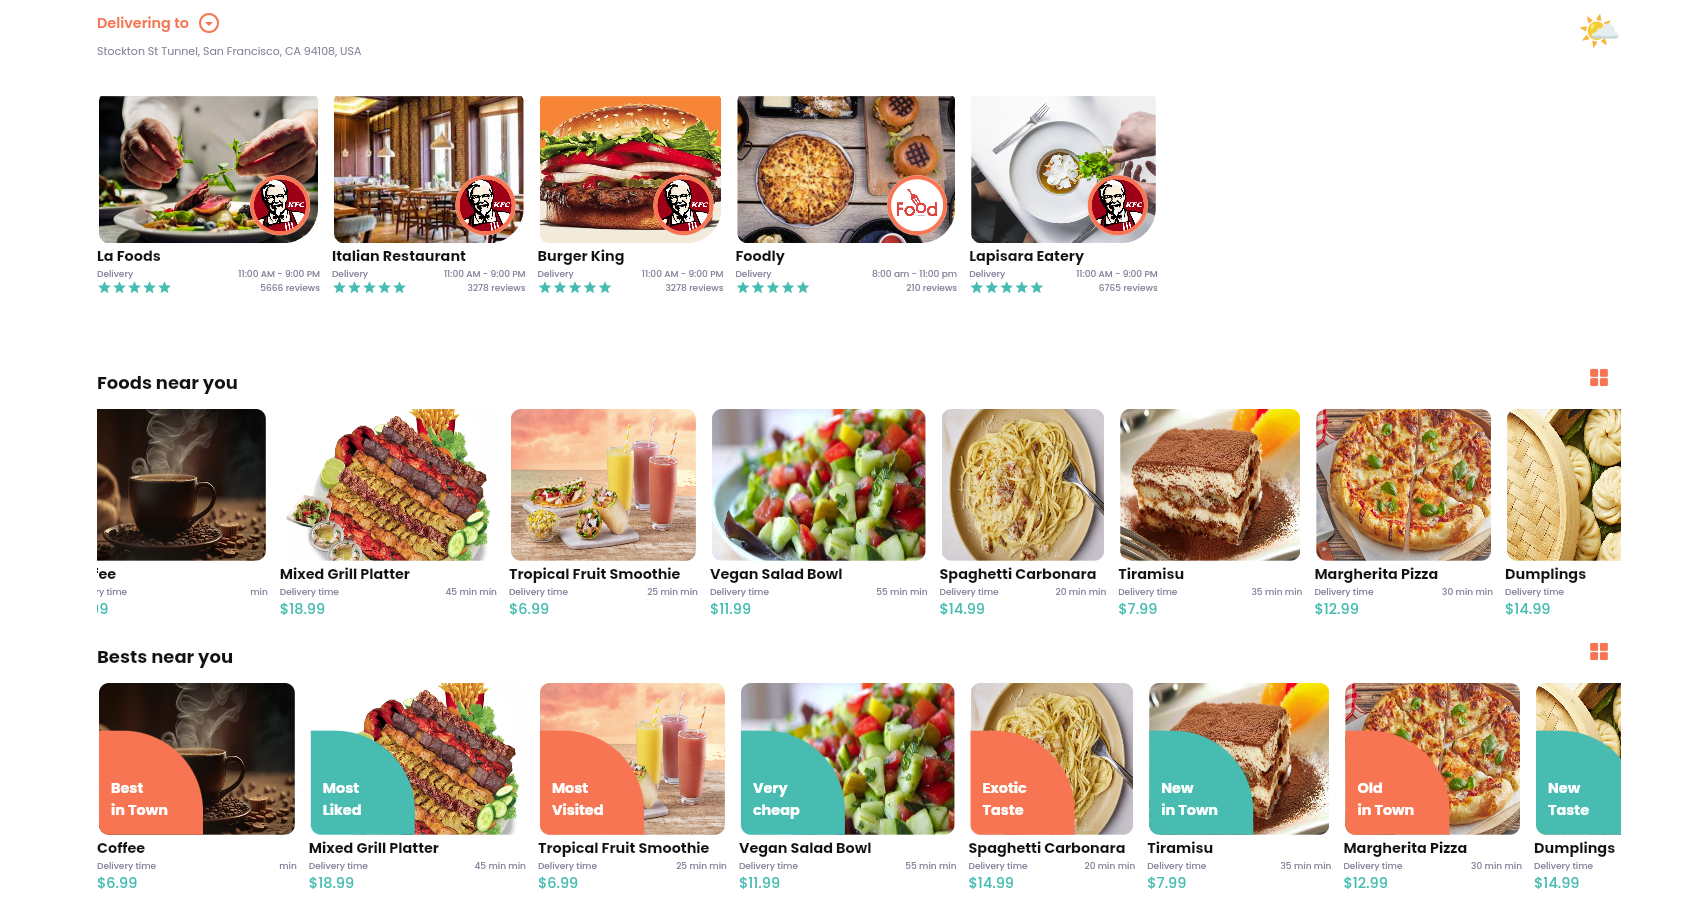 Delivering to
Stockton St Tunnel, San Francisco, CA 94108, USA
KFC
KFC
KFC
Food
KFC
La Foods
Italian Restaurant
Burger King
Foodly
Lapisara Eatery
Delivery 11:00 AM - 9:00 PM
Delivery 11:00 AM - 9:00 PM
Delivery 11:00 AM - 9:00 PM
Delivery 8:00 am - 11:00 pm
Delivery 11:00 AM - 9:00 PM
5666 reviews
3278 reviews
3278 reviews
210 reviews
6765 reviews
Foods near you
fee
ry time min
99
Mixed Grill Platter
Delivery time 45 min min
$18.99
Tropical Fruit Smoothie
Delivery time 25 min min
$6.99
Vegan Salad Bowl
Delivery time 55 min min
$11.99
Spaghetti Carbonara
Delivery time 20 min min
$14.99
Tiramisu
Delivery time 35 min min
$7.99
Margherita Pizza
Delivery time 30 min min
$12.99
Dumplings
Delivery time
$14.99
Bests near you
Best
in Town
Coffee
Delivery time min
$6.99
Most
Liked
Mixed Grill Platter
Delivery time 45 min min
$18.99
Most
Visited
Tropical Fruit Smoothie
Delivery time 25 min min
$6.99
Very
cheap
Vegan Salad Bowl
Delivery time 55 min min
$11.99
Exotic
Taste
Spaghetti Carbonara
Delivery time 20 min min
$14.99
New
in Town
Tiramisu
Delivery time 35 min min
$7.99
Old
in Town
Margherita Pizza
Delivery time 30 min min
$12.99
New
Taste
Dumplings
Delivery time
$14.99